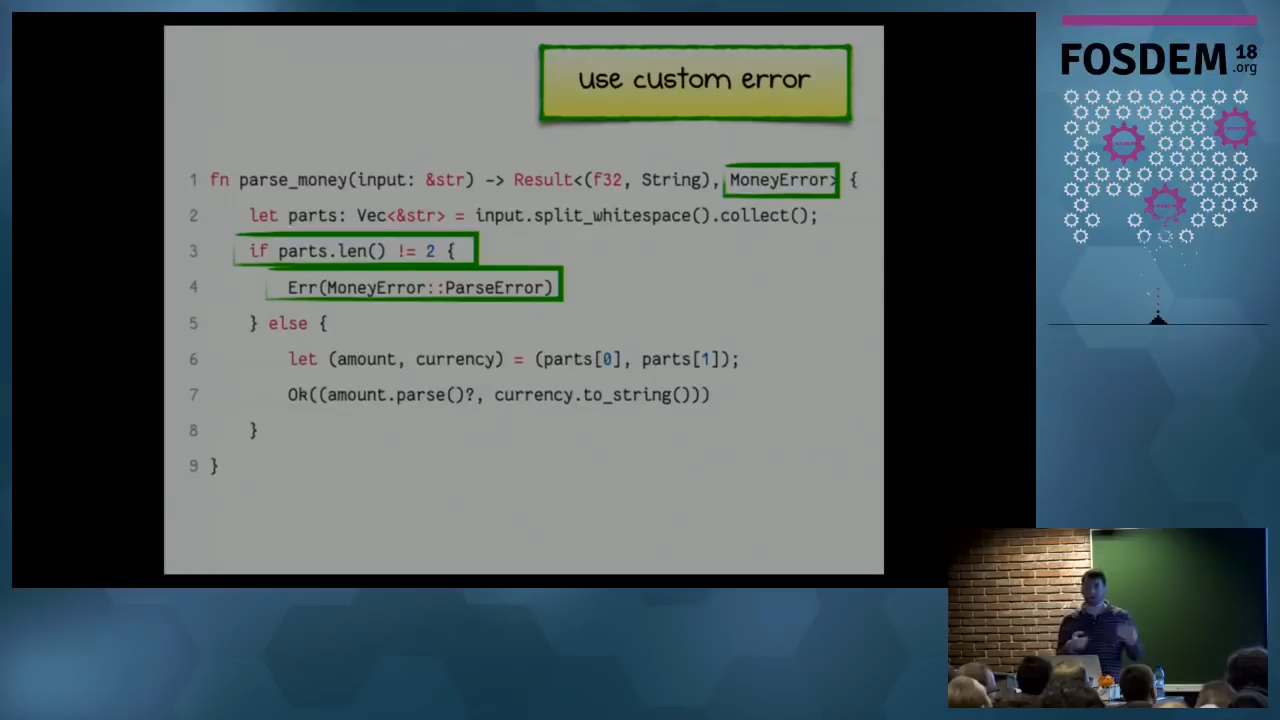 use custom error
1 fn parse_money(input: &str) -> Result<(f32, String), MoneyError> {
2 let parts: Vec<&str> = input.split_whitespace().collect();
3 if parts.len() != 2 {
4 Err(MoneyError::ParseError)
5 } else {
6 let (amount, currency) = (parts[0], parts[1]);
7 Ok((amount.parse()?, currency.to_string()))
8 }
9 }
FOSDEM 18
.org